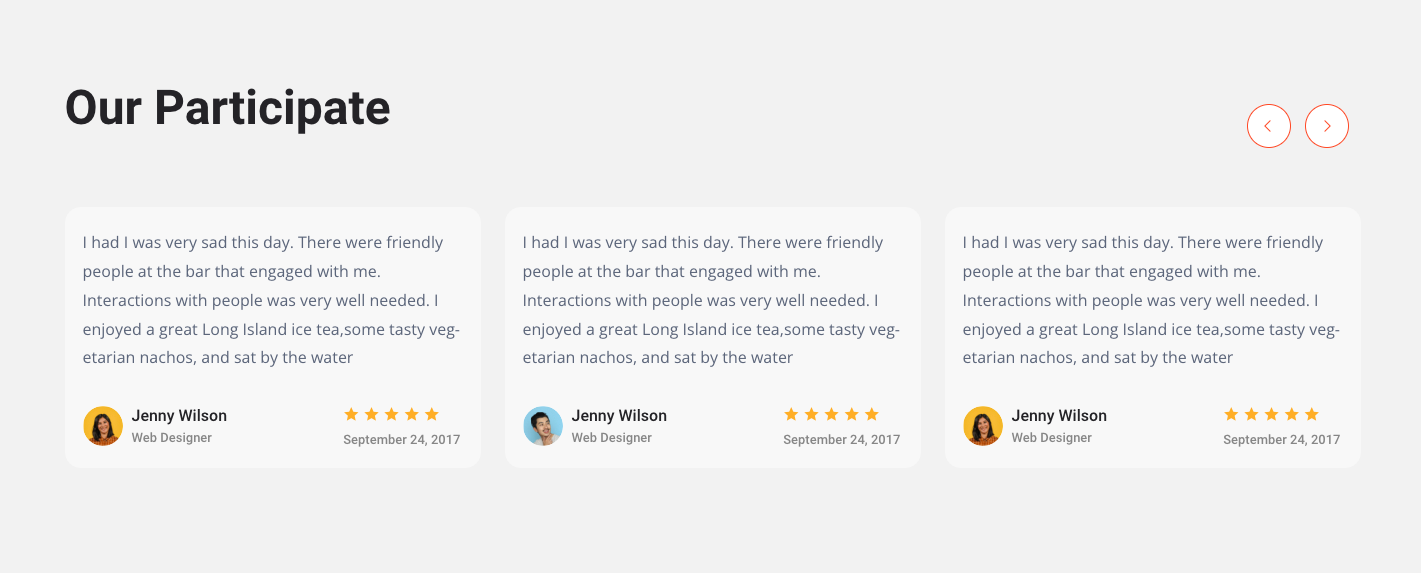 Our Participate
I had I was very sad this day. There were friendly
people at the bar that engaged with me.
Interactions with people was very well needed. I
enjoyed a great Long Island ice tea,some tasty veg-
etarian nachos, and sat by the water
Jenny Wilson
Web Designer
September 24, 2017
I had I was very sad this day. There were friendly
people at the bar that engaged with me.
Interactions with people was very well needed. I
enjoyed a great Long Island ice tea,some tasty veg-
etarian nachos, and sat by the water
Jenny Wilson
Web Designer
September 24, 2017
I had I was very sad this day. There were friendly
people at the bar that engaged with me.
Interactions with people was very well needed. I
enjoyed a great Long Island ice tea,some tasty veg-
etarian nachos, and sat by the water
Jenny Wilson
Web Designer
September 24, 2017